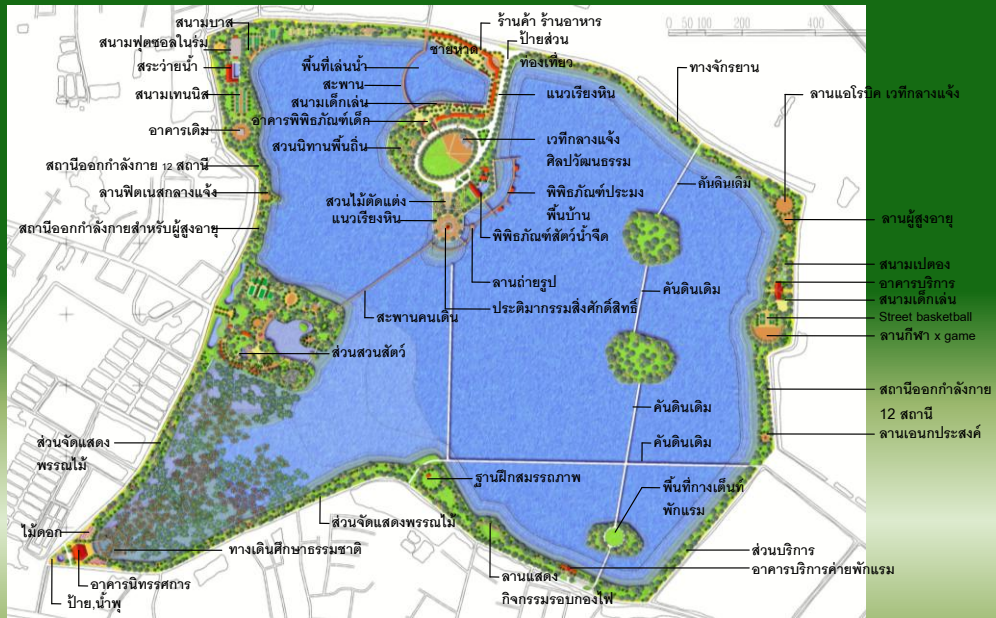 สนามบาส
สนามฟุตซอลในร่ม
สระว่ายน้ำ
สนามเทนนิส
อาคารเดิม
สถานีออกกำลังกาย 12 สถานี
ลานฟิตเนสกลางแจ้ง
สถานีออกกำลังกายสำหรับผู้สูงอายุ
ชายหาด
พื้นที่เล่นน้ำ
สะพาน
สนามเด็กเล่น
อาคารพิพิธภัณฑ์เด็ก
สวนนิทานพื้นถิ่น
สวนไม้ตัดแต่ง
แนวเรียงหิน
ร้านค้า ร้านอาหาร
ป้ายส่วน
ท่องเที่ยว
แนวเรียงหิน
เวทีกลางแจ้ง
ศิลปวัฒนธรรม
พิพิธภัณฑ์ประมง
พื้นบ้าน
พิพิธภัณฑ์สัตว์น้ำจืด
ลานถ่ายรูป
ประติมากรรมสิ่งศักดิ์สิทธิ์
สะพานคนเดิน
ส่วนสวนสัตว์
0 50 100 200 400
ทางจักรยาน
ลานแอโรบิค เวทีกลางแจ้ง
คันดินเดิม
ลานผู้สูงอายุ
สนามเปตอง
อาคารบริการ
สนามเด็กเล่น
Street basketball
ลานกีฬา x game
คันดินเดิม
สถานีออกกำลังกาย
12 สถานี
ลานเอนกประสงค์
คันดินเดิม
คันดินเดิม
ส่วนจัดแสดง
พรรณไม้
ฐานฝึกสมรรถภาพ
พื้นที่กางเต็นท์
พักแรม
ส่วนจัดแสดงพรรณไม้
ไม้ดอก
ทางเดินศึกษาธรรมชาติ
ส่วนบริการ
อาคารบริการค่ายพักแรม
อาคารนิทรรศการ
ป้าย,น้ำพุ
ลานแสดง
กิจกรรมรอบกองไฟ